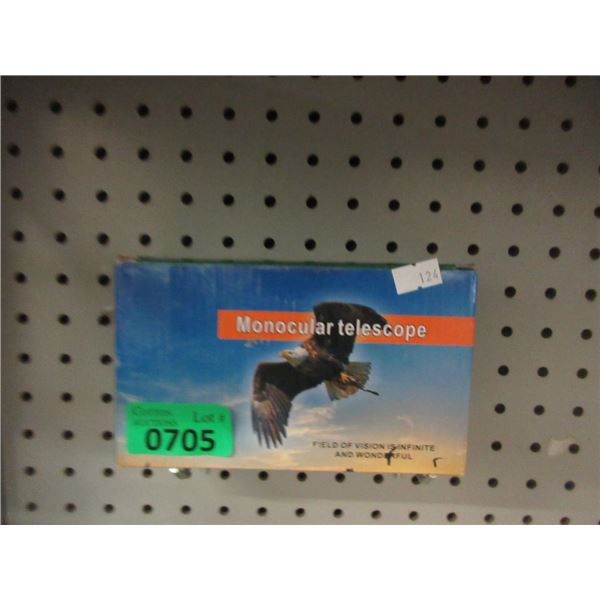 124
Monocular telescope
Lot #
0705
FIELD OF VISION IS INFINITE
AND WONDERFUL